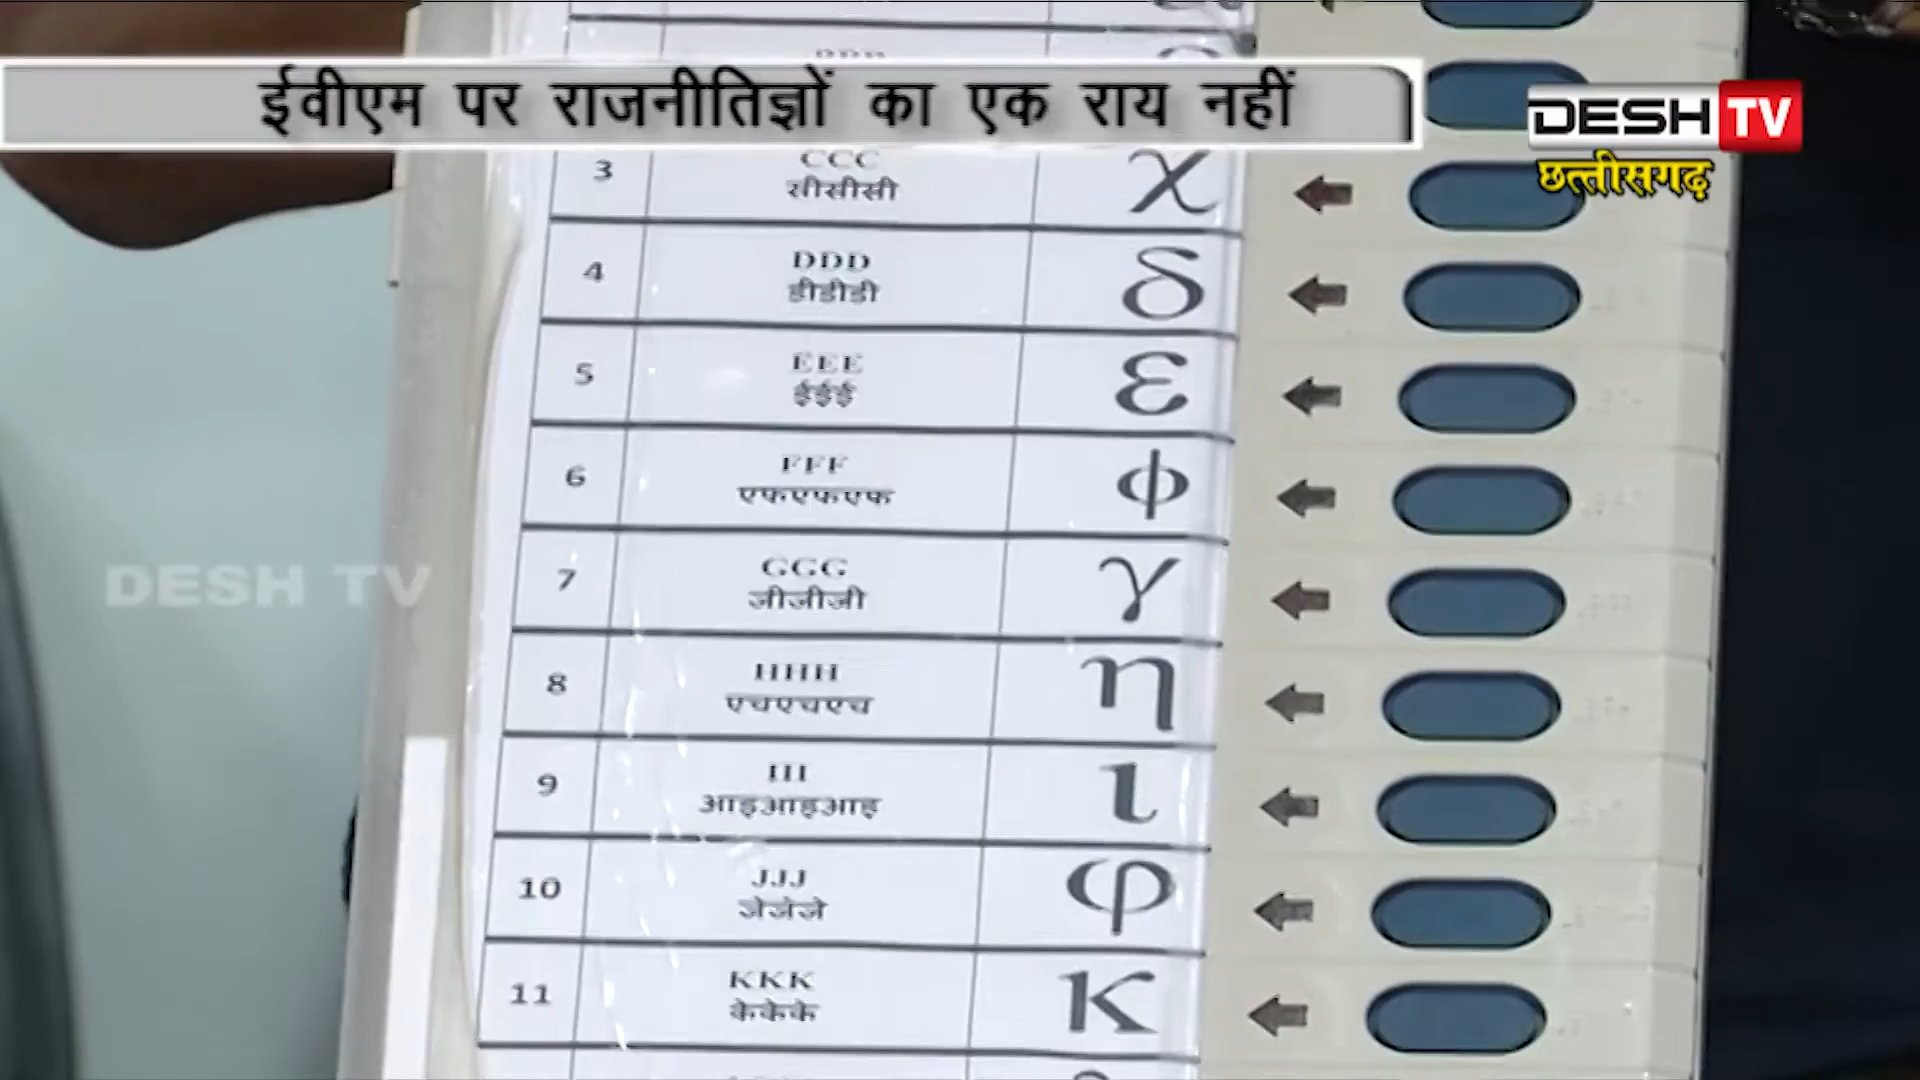 ईवीएम पर राजनीतिज्ञों का एक राय नहीं
DESH TV
छत्तीसगढ़
3 CCC χ
सीसीसी
4 DDD δ
डीडीडी
5 EEE ε
ईईई
6 FFF ϕ
एफएफएफ
7 GGG γ
जीजीजी
8 HHH η
एचएचएच
9 III ι
आइआइआइ
10 JJJ φ
जेजेजे
11 KKK κ
केकेके
DESH TV